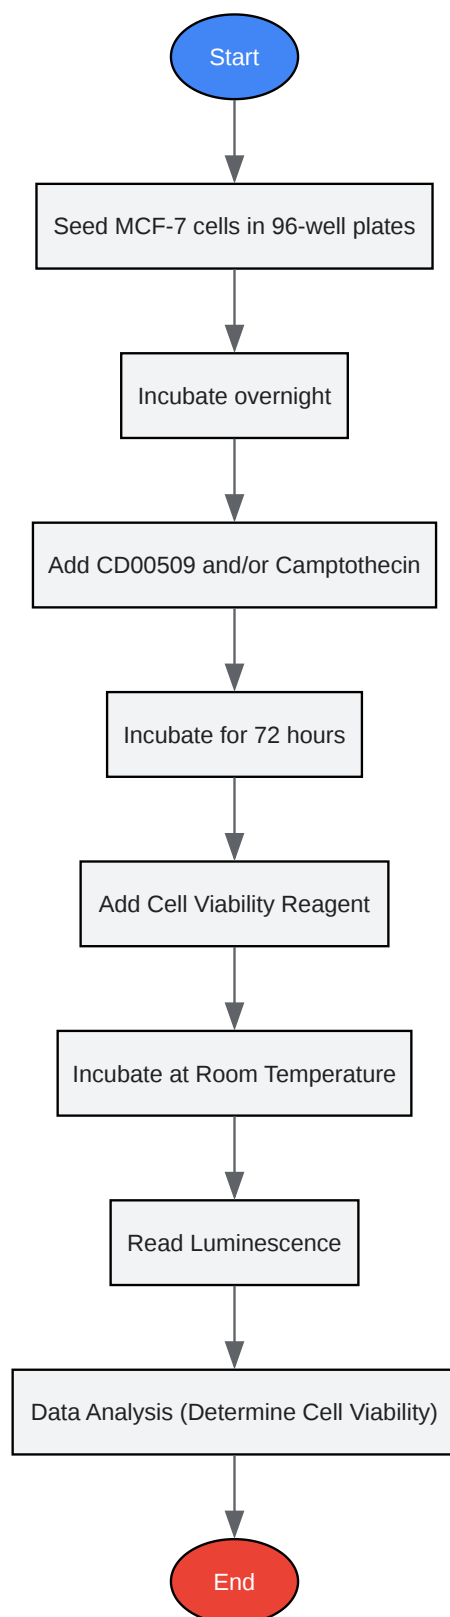 Start
Seed MCF-7 cells in 96-well plates
Incubate overnight
Add CD00509 and/or Camptothecin
Incubate for 72 hours
Add Cell Viability Reagent
Incubate at Room Temperature
Read Luminescence
Data Analysis (Determine Cell Viability)
End